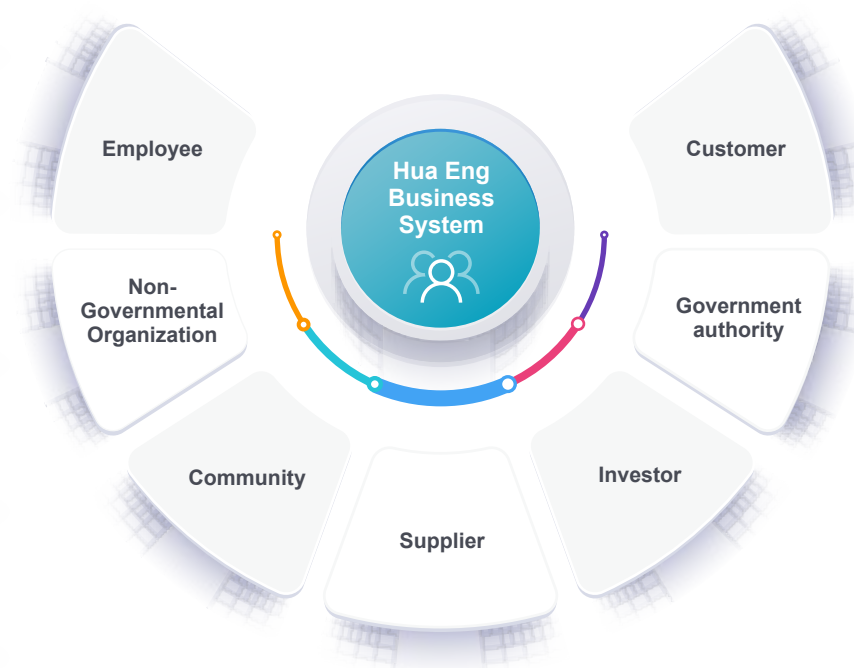 Employee
Hua Eng
Business
System
Customer
Non-
Governmental
Organization
Government
authority
Community
Investor
Supplier